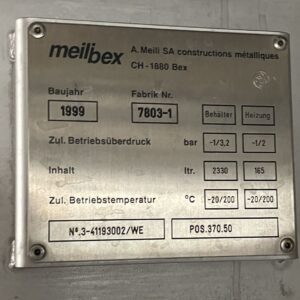 meilbex A. Meili SA constructions métalliques
CH-1880 Bex
Baujahr Fabrik Nr.
1999 7803-1 Behälter Heizung
Zul. Betriebsüberdruck bar -1/3,2 -1/2
Inhalt ltr. 2330 165
Zul. Betriebstemperatur °C -20/200 -20/200
Nº.3-41193002/WE POS.370.50